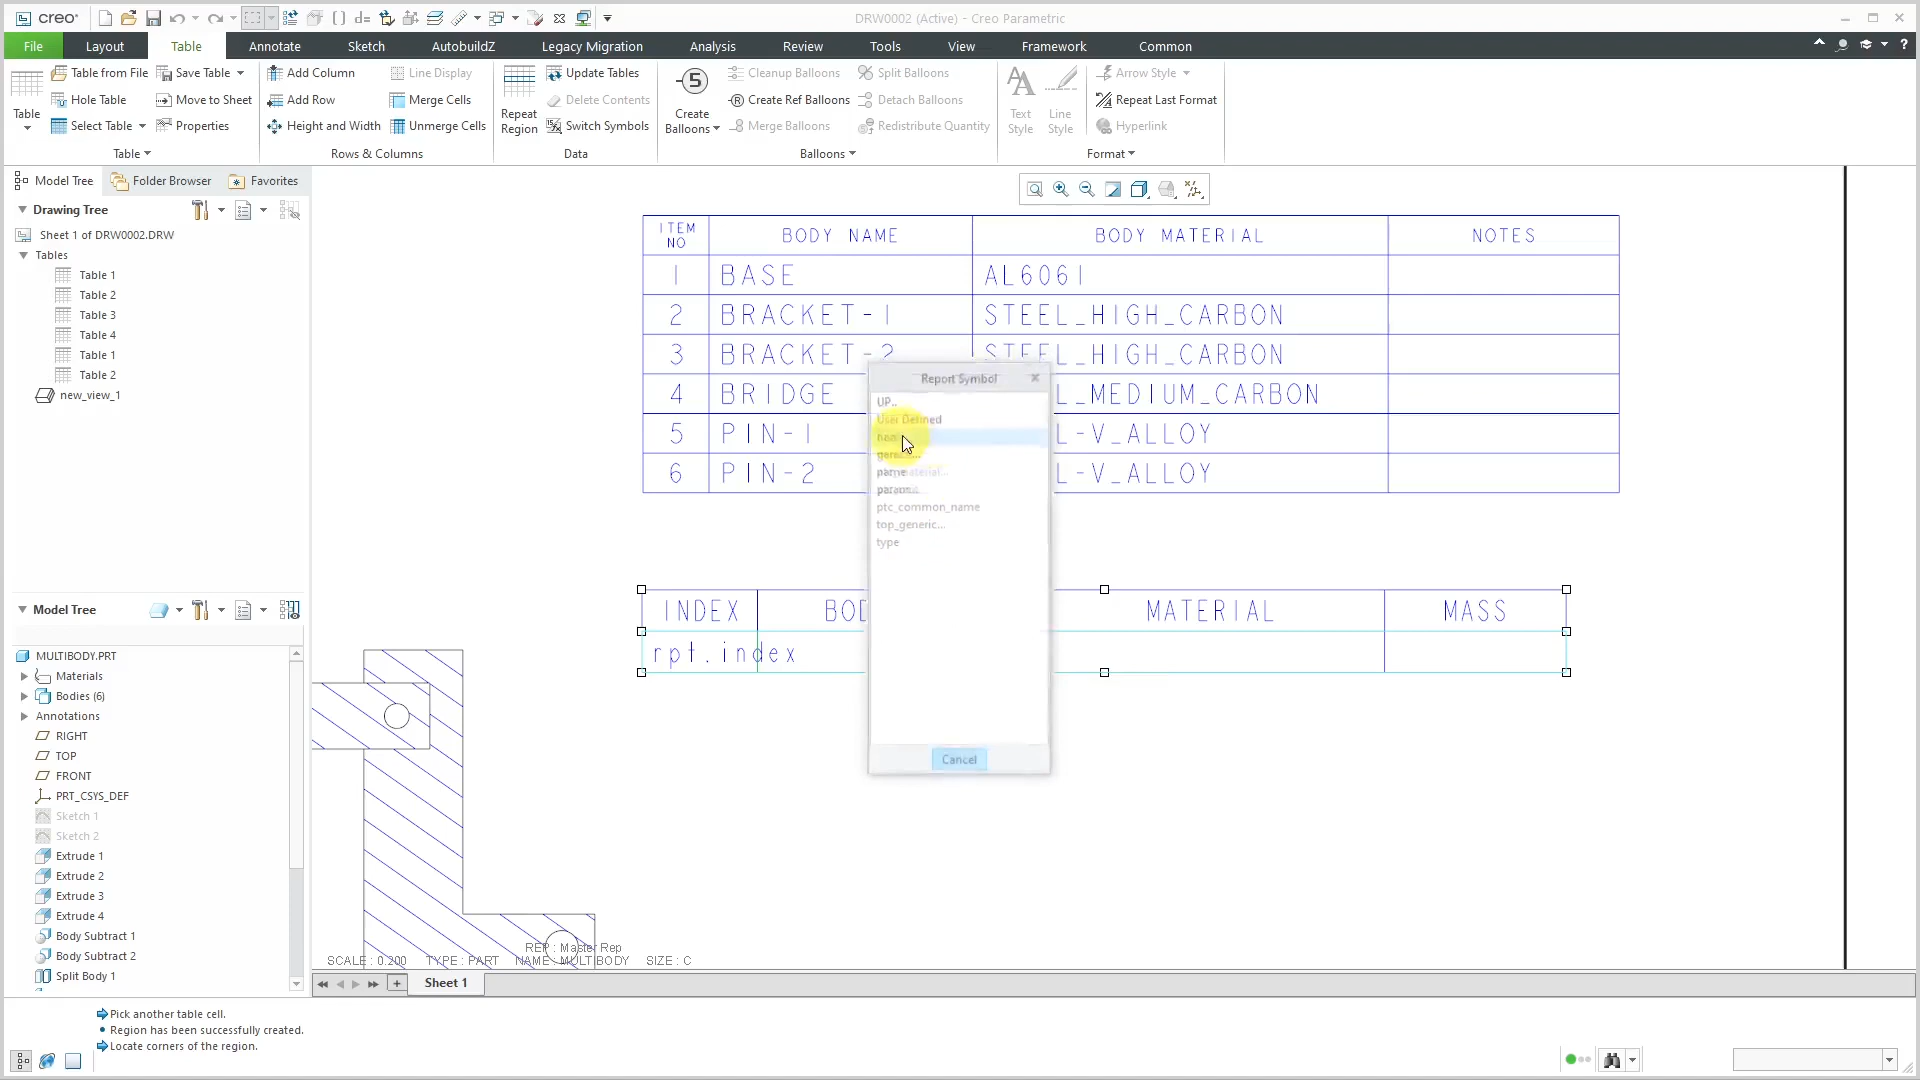 creo
DRW0002 (Active) - Creo Parametric
File
Layout
Table
Annotate
Sketch
AutobuildZ
Legacy Migration
Analysis
Review
Tools
View
Framework
Common
Table from File
Save Table
Add Column
Line Display
Update Tables
Cleanup Balloons
Split Balloons
Arrow Style
Hole Table
Move to Sheet
Add Row
Merge Cells
Delete Contents
Create Ref Balloons
Detach Balloons
Repeat Last Format
Table
Select Table
Properties
Height and Width
Unmerge Cells
Repeat
Region
Switch Symbols
Create
Balloons
Merge Balloons
Redistribute Quantity
Text
Style
Line
Style
Hyperlink
Table
Rows & Columns
Data
Balloons
Format
Model Tree
Folder Browser
Favorites
Drawing Tree
Sheet 1 of DRW0002.DRW
Tables
Table 1
Table 2
Table 3
Table 4
Table 1
Table 2
new_view_1
ITEM NO BODY NAME BODY MATERIAL NOTES
1 BASE AL6061
2 BRACKET-1 STEEL_HIGH_CARBON
3 BRACKET-2 STEEL_HIGH_CARBON
4 BRIDGE L_MEDIUM_CARBON
5 PIN-1 L-V_ALLOY
6 PIN-2 L-V_ALLOY
Report Symbol
UP..
User Defined
ptc_common_name
top_generic...
type
Cancel
INDEX BOD MATERIAL MASS
rpt.index
Model Tree
MULTIBODY.PRT
Materials
Bodies (6)
Annotations
RIGHT
TOP
FRONT
PRT_CSYS_DEF
Sketch 1
Sketch 2
Extrude 1
Extrude 2
Extrude 3
Extrude 4
Body Subtract 1
Body Subtract 2
Split Body 1
REP : Master Rep
SCALE : 0.200 TYPE : PART NAME : MULTIBODY SIZE : C
Sheet 1
Pick another table cell.
Region has been successfully created.
Locate corners of the region.